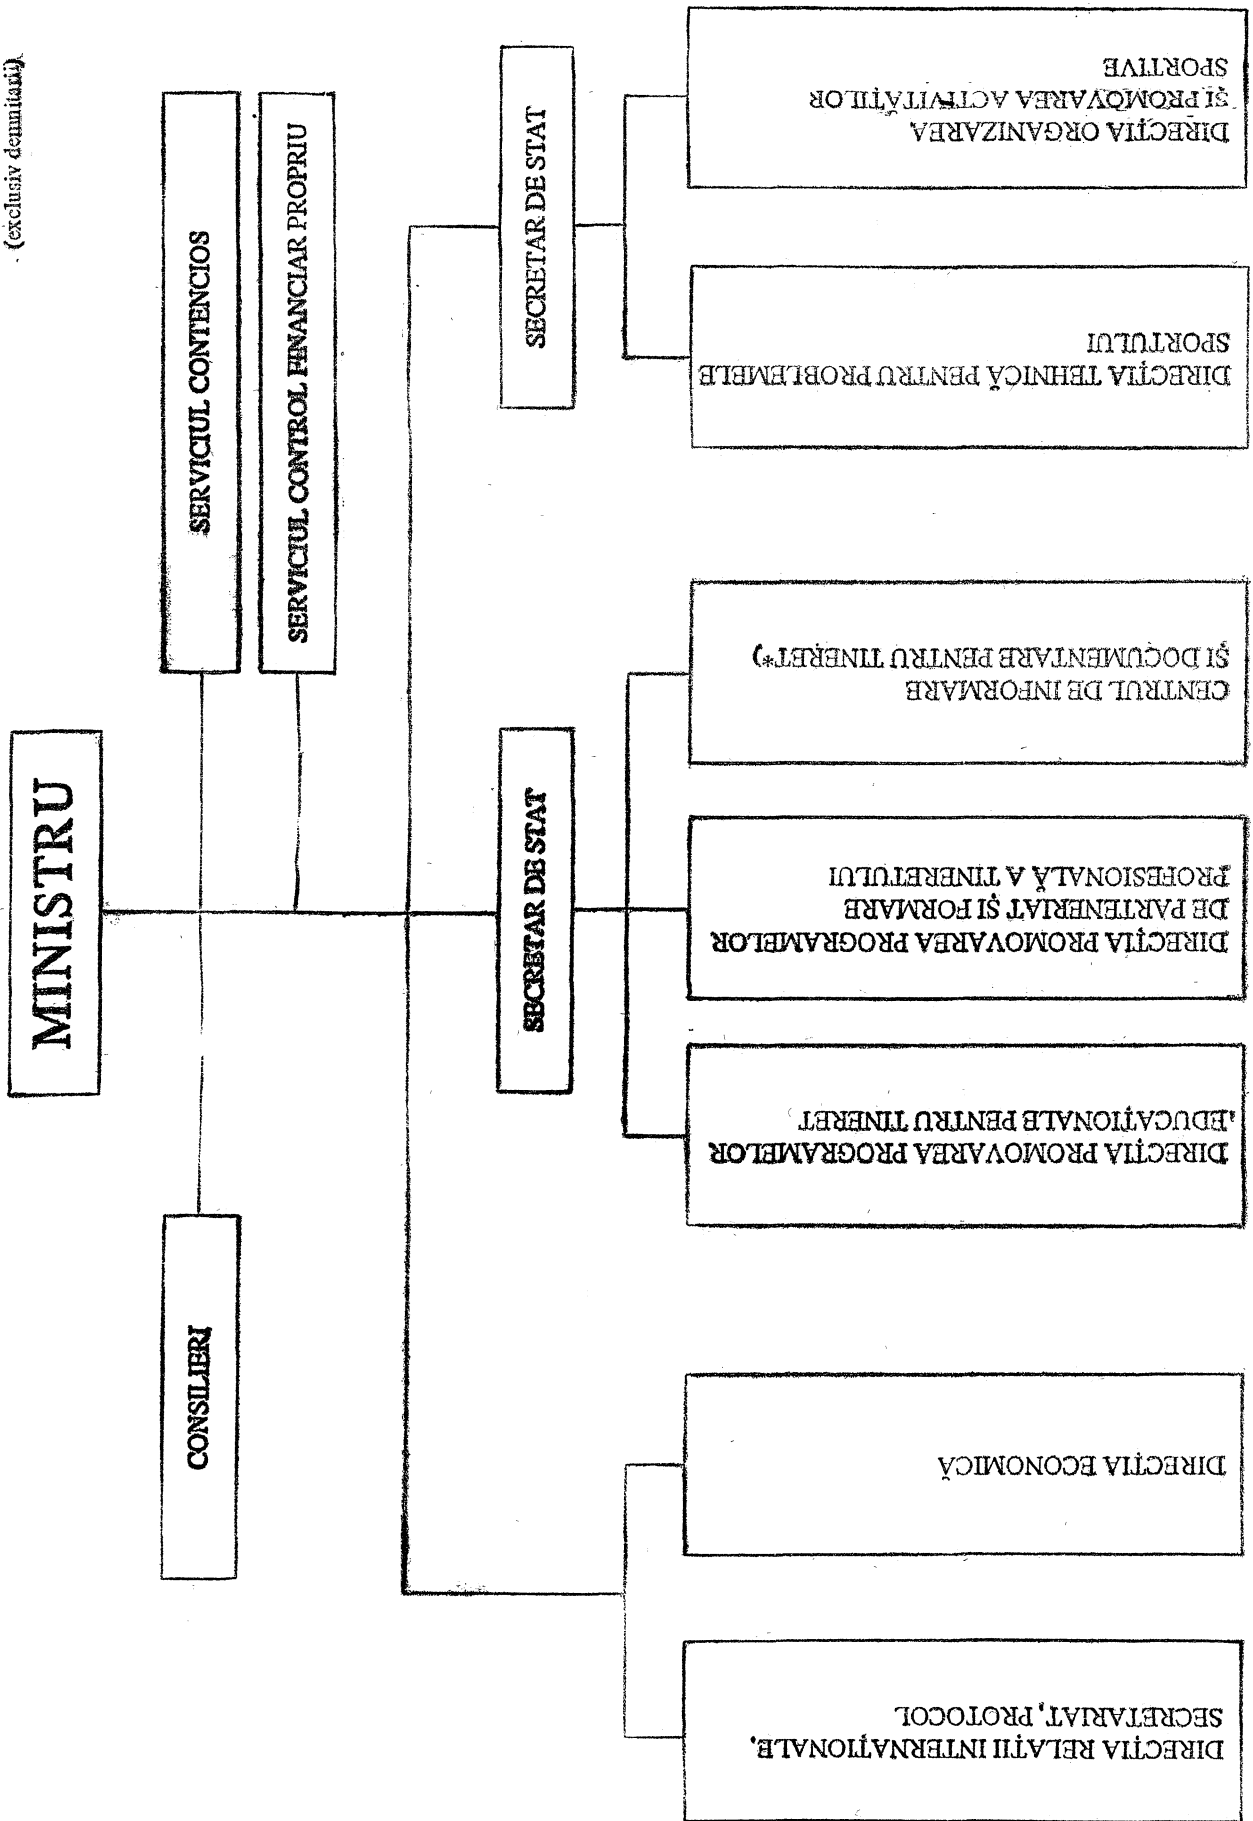 (exclusiv demnitarii)
MINISTRU
CONSILIERI
SERVICIUL CONTENCIOS
SERVICIUL CONTROL FINANCIAR PROPRIU
SECRETAR DE STAT
SECRETAR DE STAT
DIRECȚIA RELAȚII INTERNAȚIONALE,
SECRETARIAT, PROTOCOL
DIRECȚIA ECONOMICĂ
DIRECȚIA PROMOVAREA PROGRAMELOR
EDUCAȚIONALE PENTRU TINERET
DIRECȚIA PROMOVAREA PROGRAMELOR
DE PARTENERIAT ȘI FORMARE
PROFESIONALĂ A TINERETULUI
CENTRUL DE INFORMARE
ȘI DOCUMENTARE PENTRU TINERET*)
DIRECȚIA TEHNICĂ PENTRU PROBLEMELE
SPORTULUI
DIRECȚIA ORGANIZAREA
ȘI PROMOVAREA ACTIVITĂȚILOR
SPORTIVE